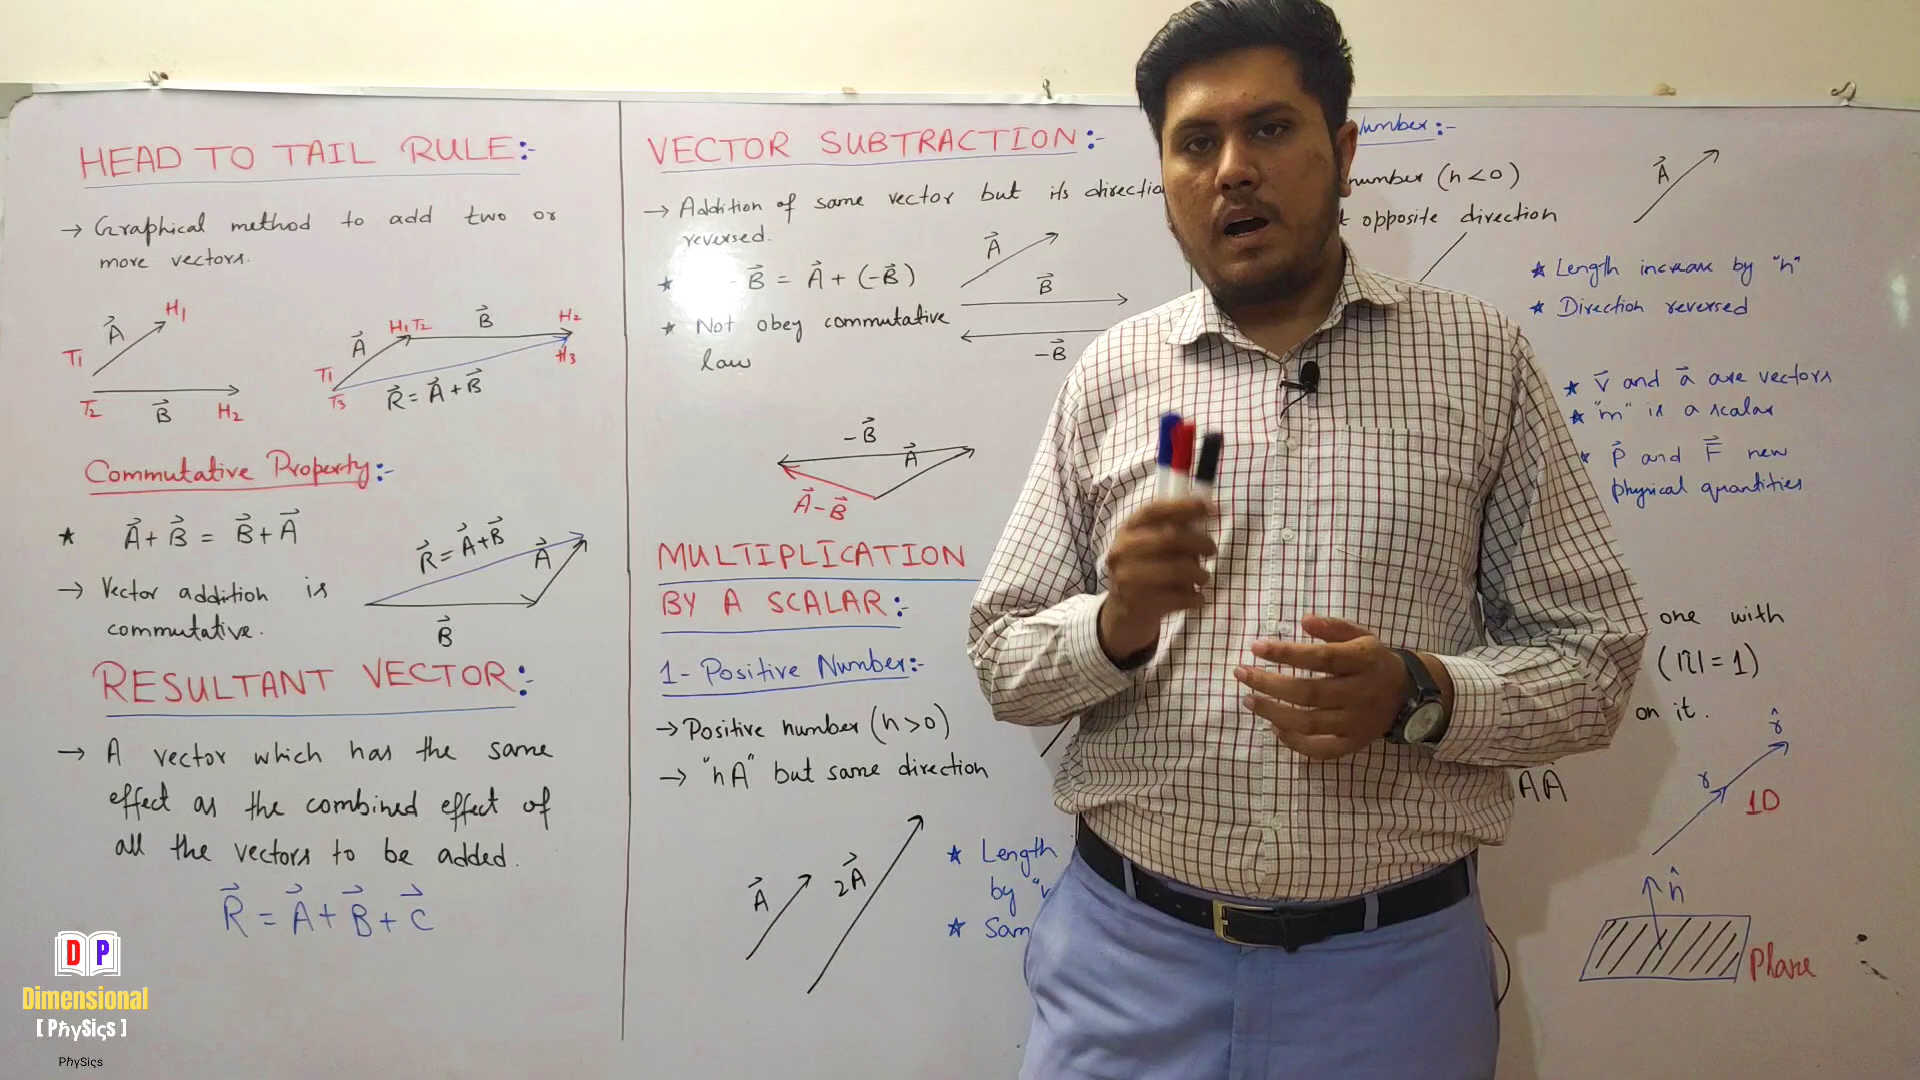 HEAD TO TAIL RULE:-
→ Graphical method to add two or
more vectors.
A⃗ H₁
T₁
T₂ B⃗ H₂
H₁ T₂ B⃗ H₂
A⃗
T₁ H₃
T₃ R⃗ = A⃗ + B⃗
Commutative Property:-
★ A⃗ + B⃗ = B⃗ + A⃗
→ Vector addition is
commutative.
R⃗ = A⃗ + B⃗ A⃗
B⃗
RESULTANT VECTOR:-
→ A vector which has the same
effect as the combined effect of
all the vectors to be added.
R⃗ = A⃗ + B⃗ + C⃗
DP
Dimensional
[PℏySiçs]
PℏySiçs
VECTOR SUBTRACTION:-
→ Addition of same vector but its directio
reversed.
★ - B⃗ = A⃗ + (-B⃗)
★ Not obey commutative
law
A⃗
B⃗
-B⃗
-B⃗
A⃗
A⃗ - B⃗
MULTIPLICATION
BY A SCALAR:-
1- Positive Number:-
→ Positive number (n > 0)
→ "nA" but same direction
A⃗ 2A⃗
★ Length
by
★ Sam
Number:-
number (n < 0)
opposite direction
A⃗
★ Length increase by "n"
★ Direction reversed
★ v⃗ and a⃗ are vectors
★ "m" is a scalar
★ P⃗ and F⃗ new
physical quantities
one with
(|n̂| = 1)
on it.
r̂
r
1D
n̂
Plane